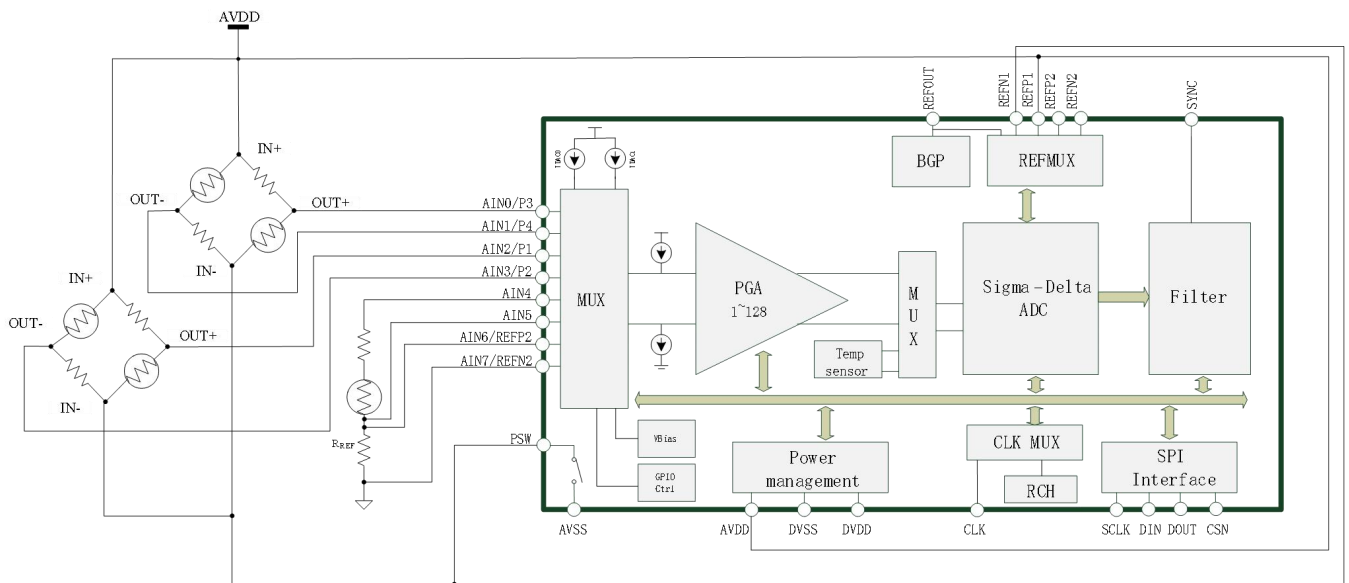 AVDD
REFOUT
REFN1
REFP1
REFP2
REFN2
SYNC
IN+
OUT-
OUT+
IN-
IN+
OUT-
OUT+
IN-
AIN0/P3
AIN1/P4
AIN2/P1
AIN3/P2
AIN4
AIN5
AIN6/REFP2
AIN7/REFN2
RREF
PSW
BGP
REFMUX
MUX
PGA
1~128
MUX
Temp
sensor
Sigma-Delta
ADC
Filter
VBias
GPIO
Ctrl
Power
management
CLK MUX
RCH
SPI
Interface
AVSS
AVDD
DVSS
DVDD
CLK
SCLK
DIN
DOUT
CSN